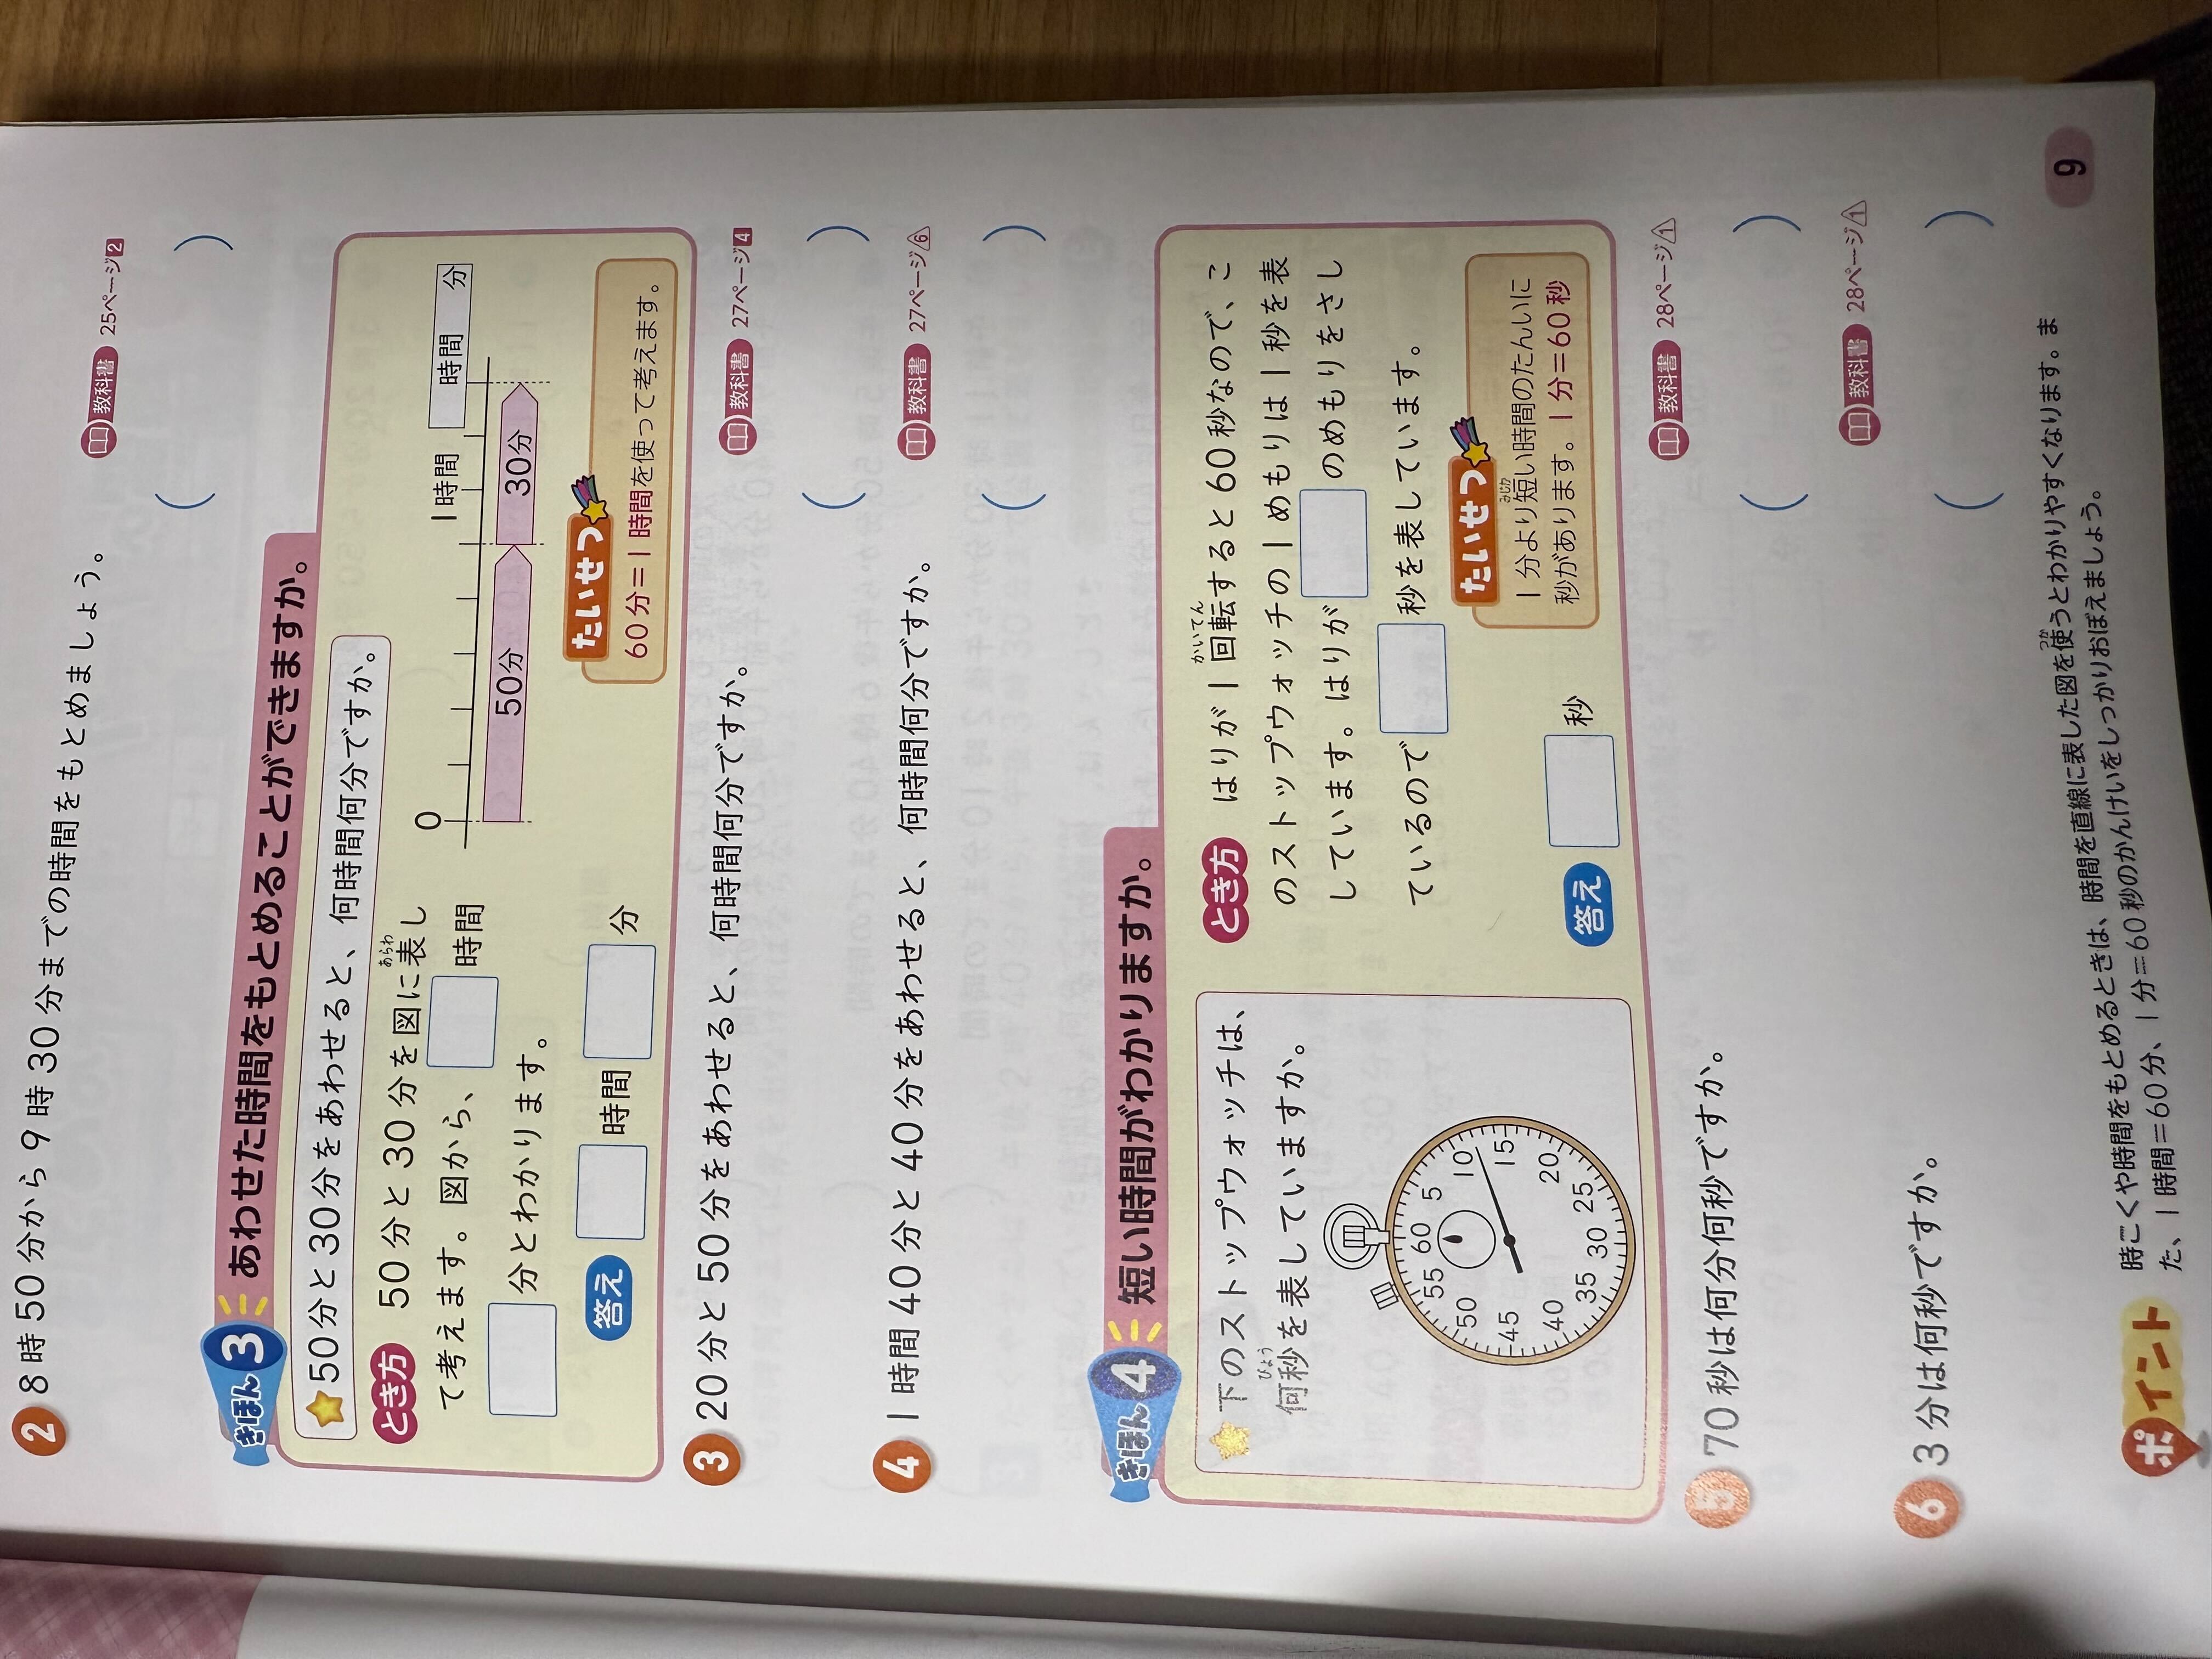 2 8時50分から9時30分までの時間をもとめましょう。
教科書 25ページ2
( )
きほん3 あわせた時間をもとめることができますか。
50分と30分をあわせると、何時間何分ですか。
とき方 50分と30分を図に表し
あらわ
て考えます。図から、 時間
分とわかります。
答え 時間 分
0 1時間 時間 分
50分 30分
たいせつ
60分=1時間を使って考えます。
3 20分と50分をあわせると、何時間何分ですか。
教科書 27ページ4
( )
4 1時間40分と40分をあわせると、何時間何分ですか。
教科書 27ページ6
( )
きほん4 短い時間がわかりますか。
下のストップウォッチは、
何秒を表していますか。
びょう
60 5 10 15 20 25 30 35 40 45 50 55
とき方 はりが1回転すると60秒なので、こ
かいてん
のストップウォッチの1めもりは1秒を表
しています。はりが のめもりをさし
ているので 秒を表しています。
答え 秒
たいせつ
1分より短い時間のたんいに
みじか
秒があります。1分=60秒
5 70秒は何分何秒ですか。
教科書 28ページ1
( )
6 3分は何秒ですか。
教科書 28ページ1
( )
ポイント
時こくや時間をもとめるときは、時間を直線に表した図を使うとわかりやすくなります。ま
つか
た、1時間=60分、1分=60秒のかんけいをしっかりおぼえましょう。
9